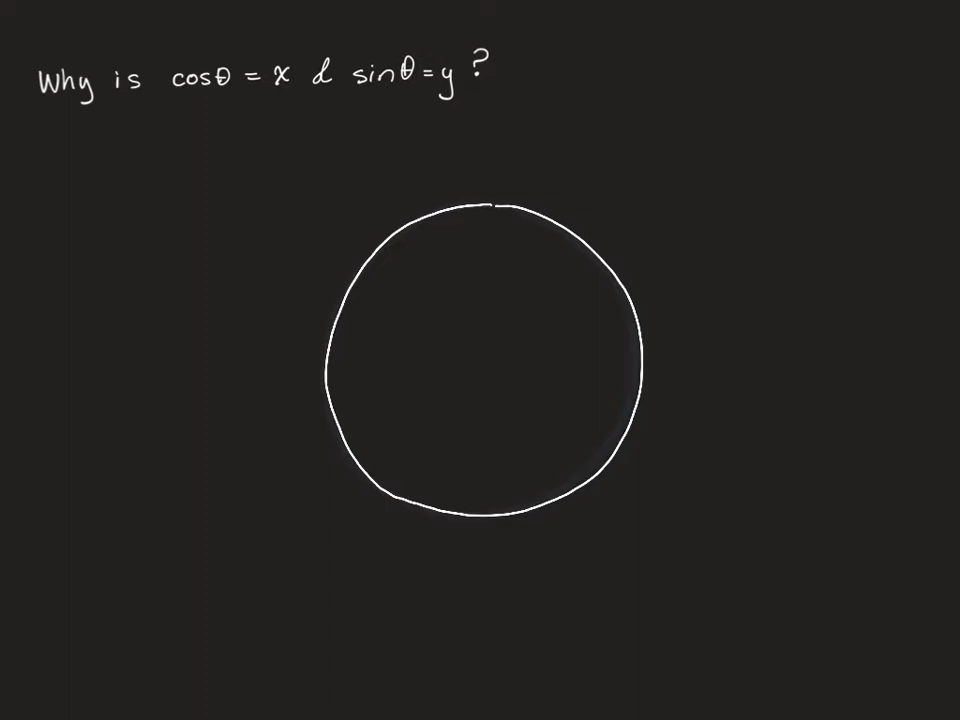 Why is cosθ = x & sinθ = y ?